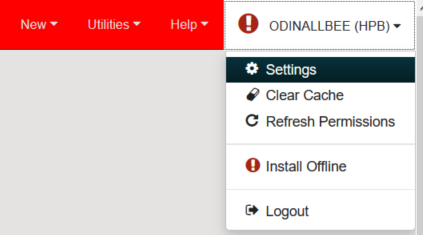 New Utilities Help ODINALLBEE (HPB)
Settings
Clear Cache
Refresh Permissions
Install Offline
Logout